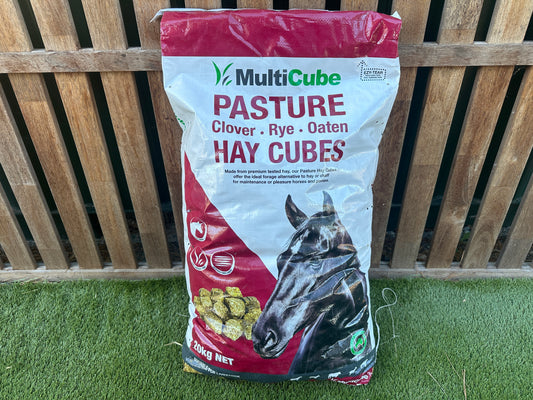 MultiCube
EZY-TEAR
PASTURE
Clover • Rye • Oaten
HAY CUBES
Made from premium tested hay, our Pasture Hay Cubes
offer the ideal forage alternative to hay or chaff
for maintenance or pleasure horses and ponies
20kg NET